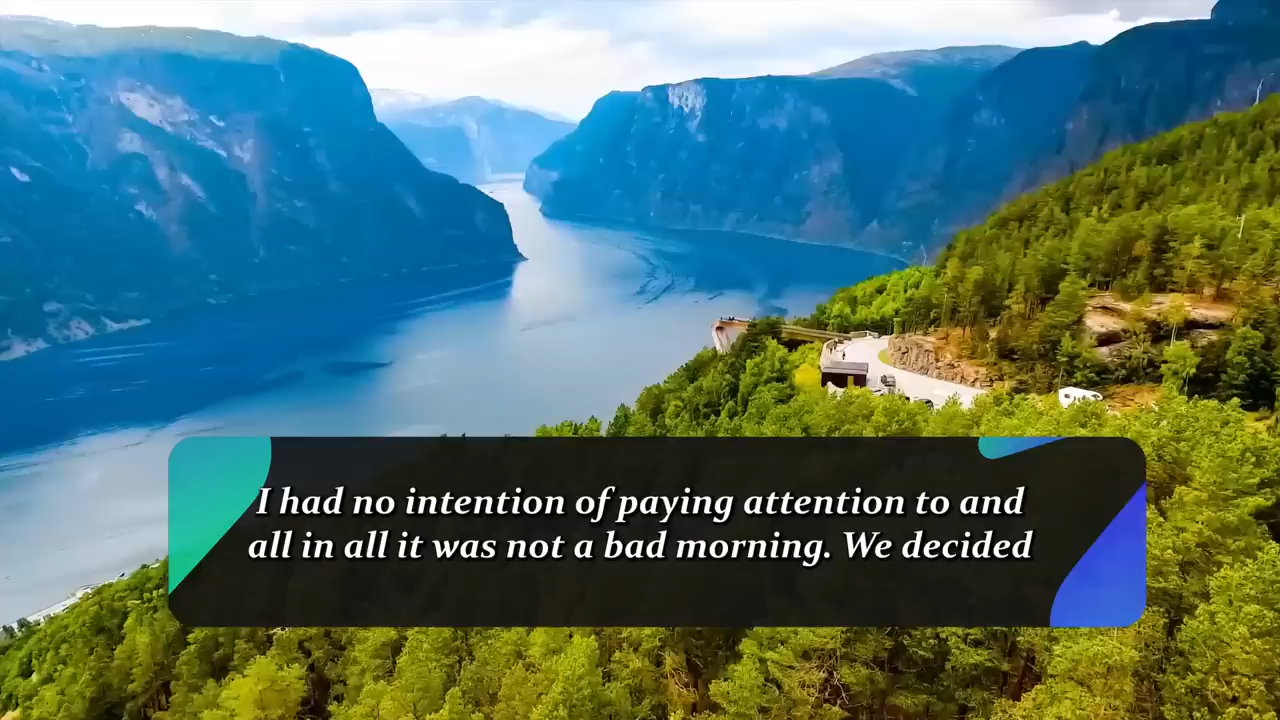 I had no intention of paying attention to and
all in all it was not a bad morning. We decided